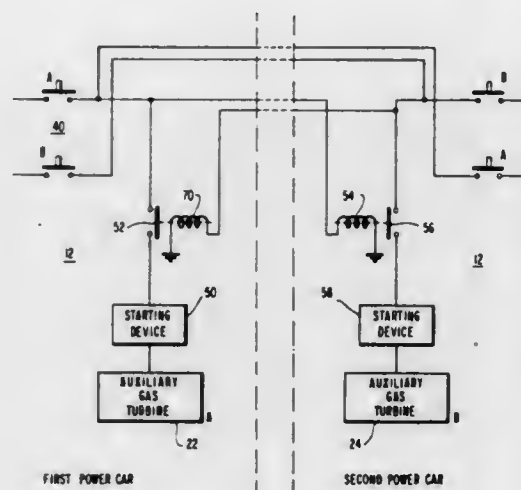 A
B
40
B
A
70
54
52
56
12
12
50
58
STARTING
DEVICE
STARTING
DEVICE
AUXILIARY
GAS
TURBINE
A
AUXILIARY
GAS
TURBINE
B
22
24
FIRST POWER CAR
SECOND POWER CAR